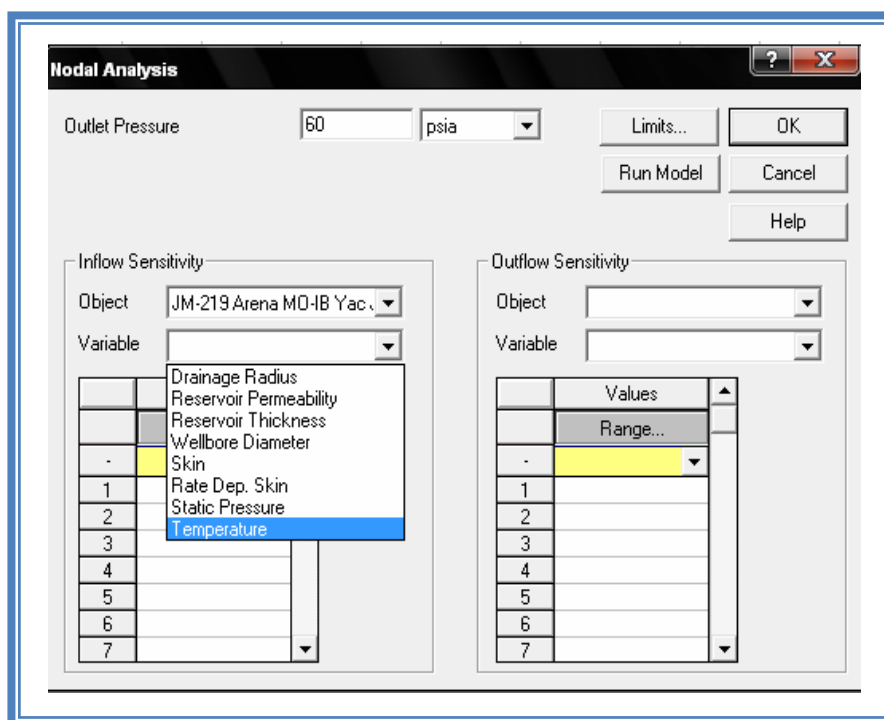 Nodal Analysis
? X
Outlet Pressure 60 psia Limits... OK
Run Model Cancel
Help
Inflow Sensitivity
Object JM-219 Arena MO-IB Yac
Variable
Drainage Radius
Reservoir Permeability
Reservoir Thickness
Wellbore Diameter
Skin
Rate Dep. Skin
Static Pressure
Temperature
-
1
2
3
4
5
6
7
Outflow Sensitivity
Object
Variable
Values
Range...
-
1
2
3
4
5
6
7